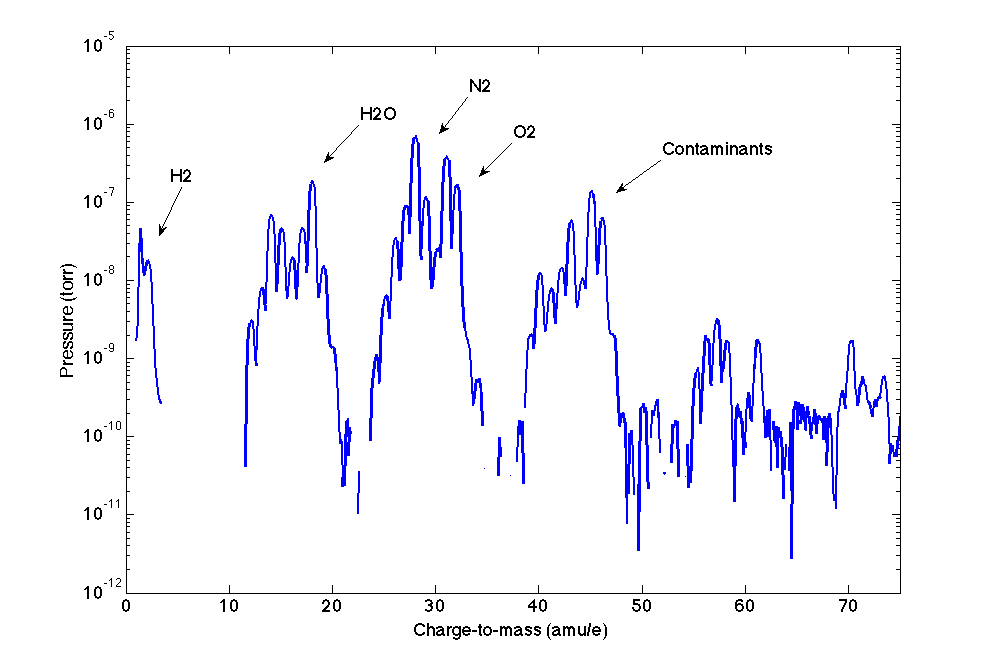 10-5
N2
10-6
H2O
O2
Contaminants
H2
10-7
10-8
Pressure (torr)
10-9
10-10
10-11
10-12
0 10 20 30 40 50 60 70
Charge-to-mass (amu/e)